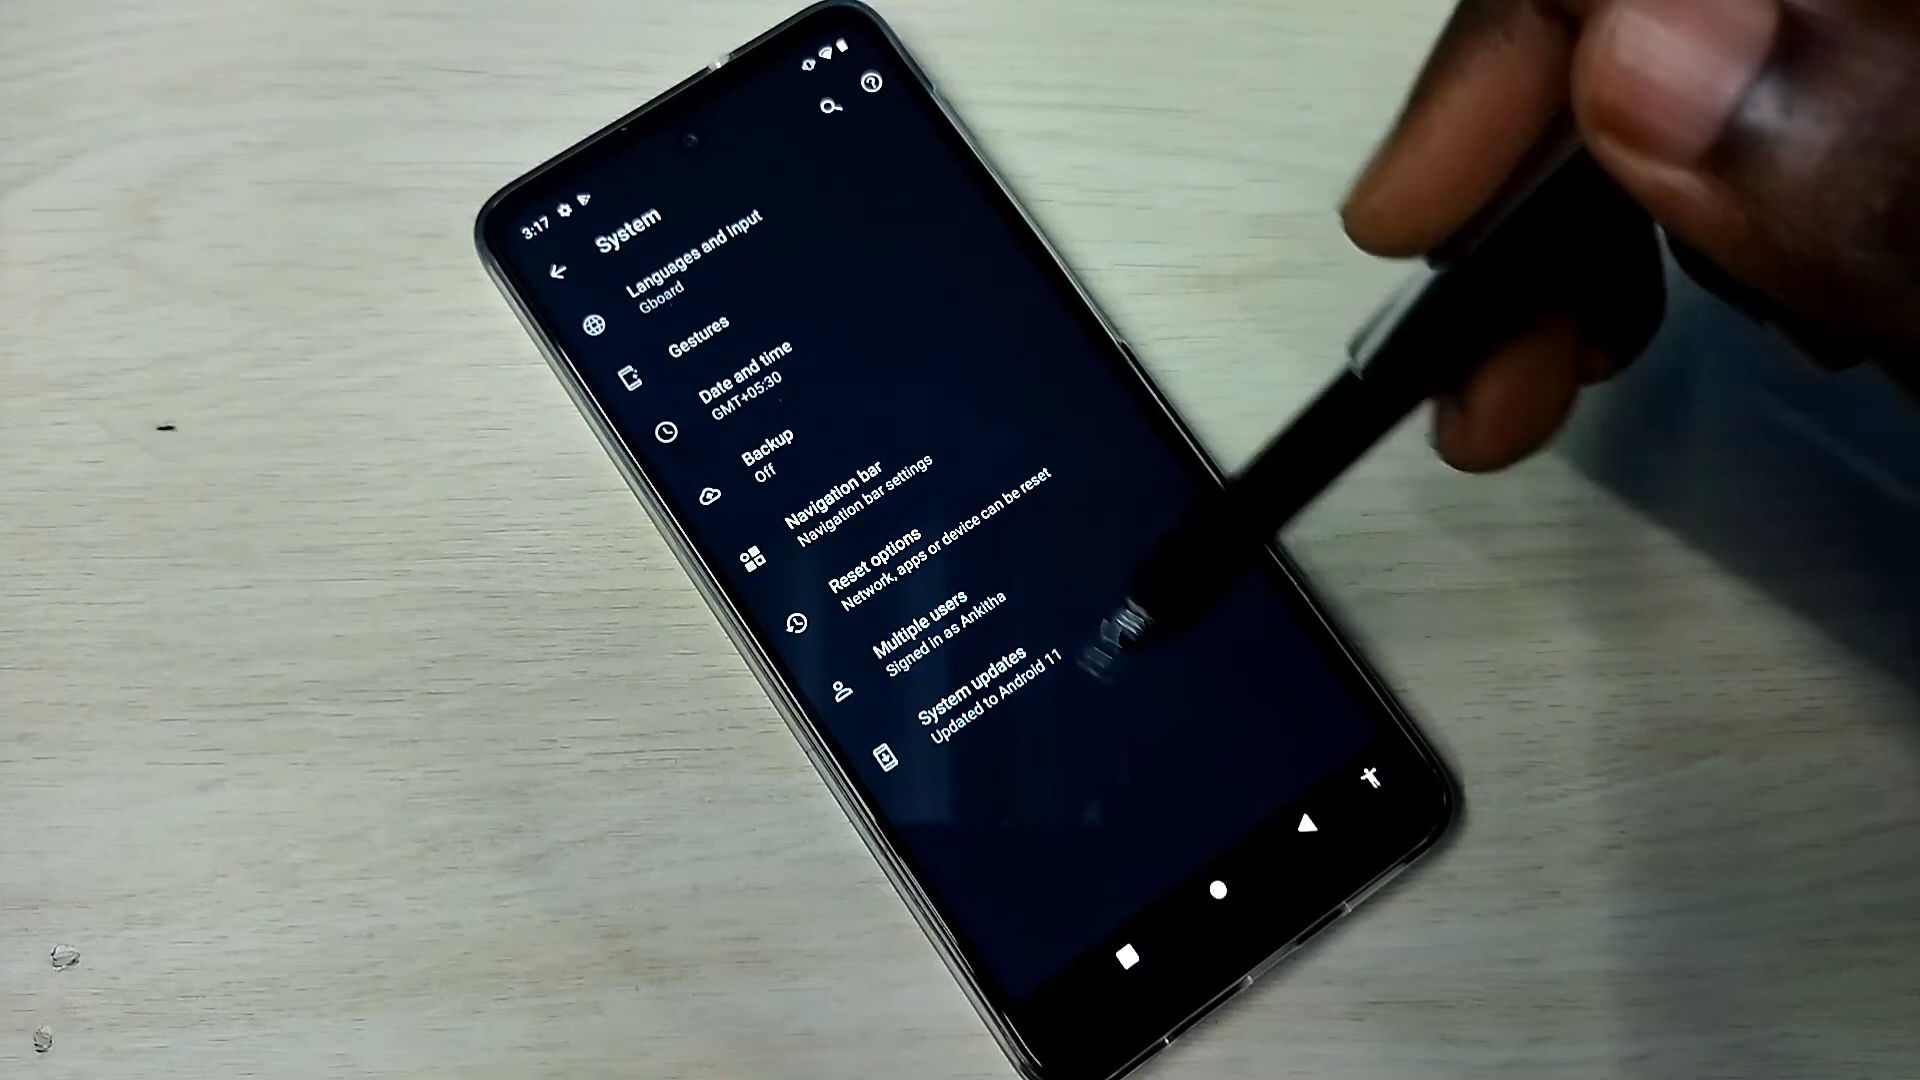 3:17
System
Languages and input
Gboard
Gestures
Date and time
GMT+05:30
Backup
Off
Navigation bar
Navigation bar settings
Reset options
Network, apps or device can be reset
Multiple users
Signed in as Ankitha
System updates
Updated to Android 11